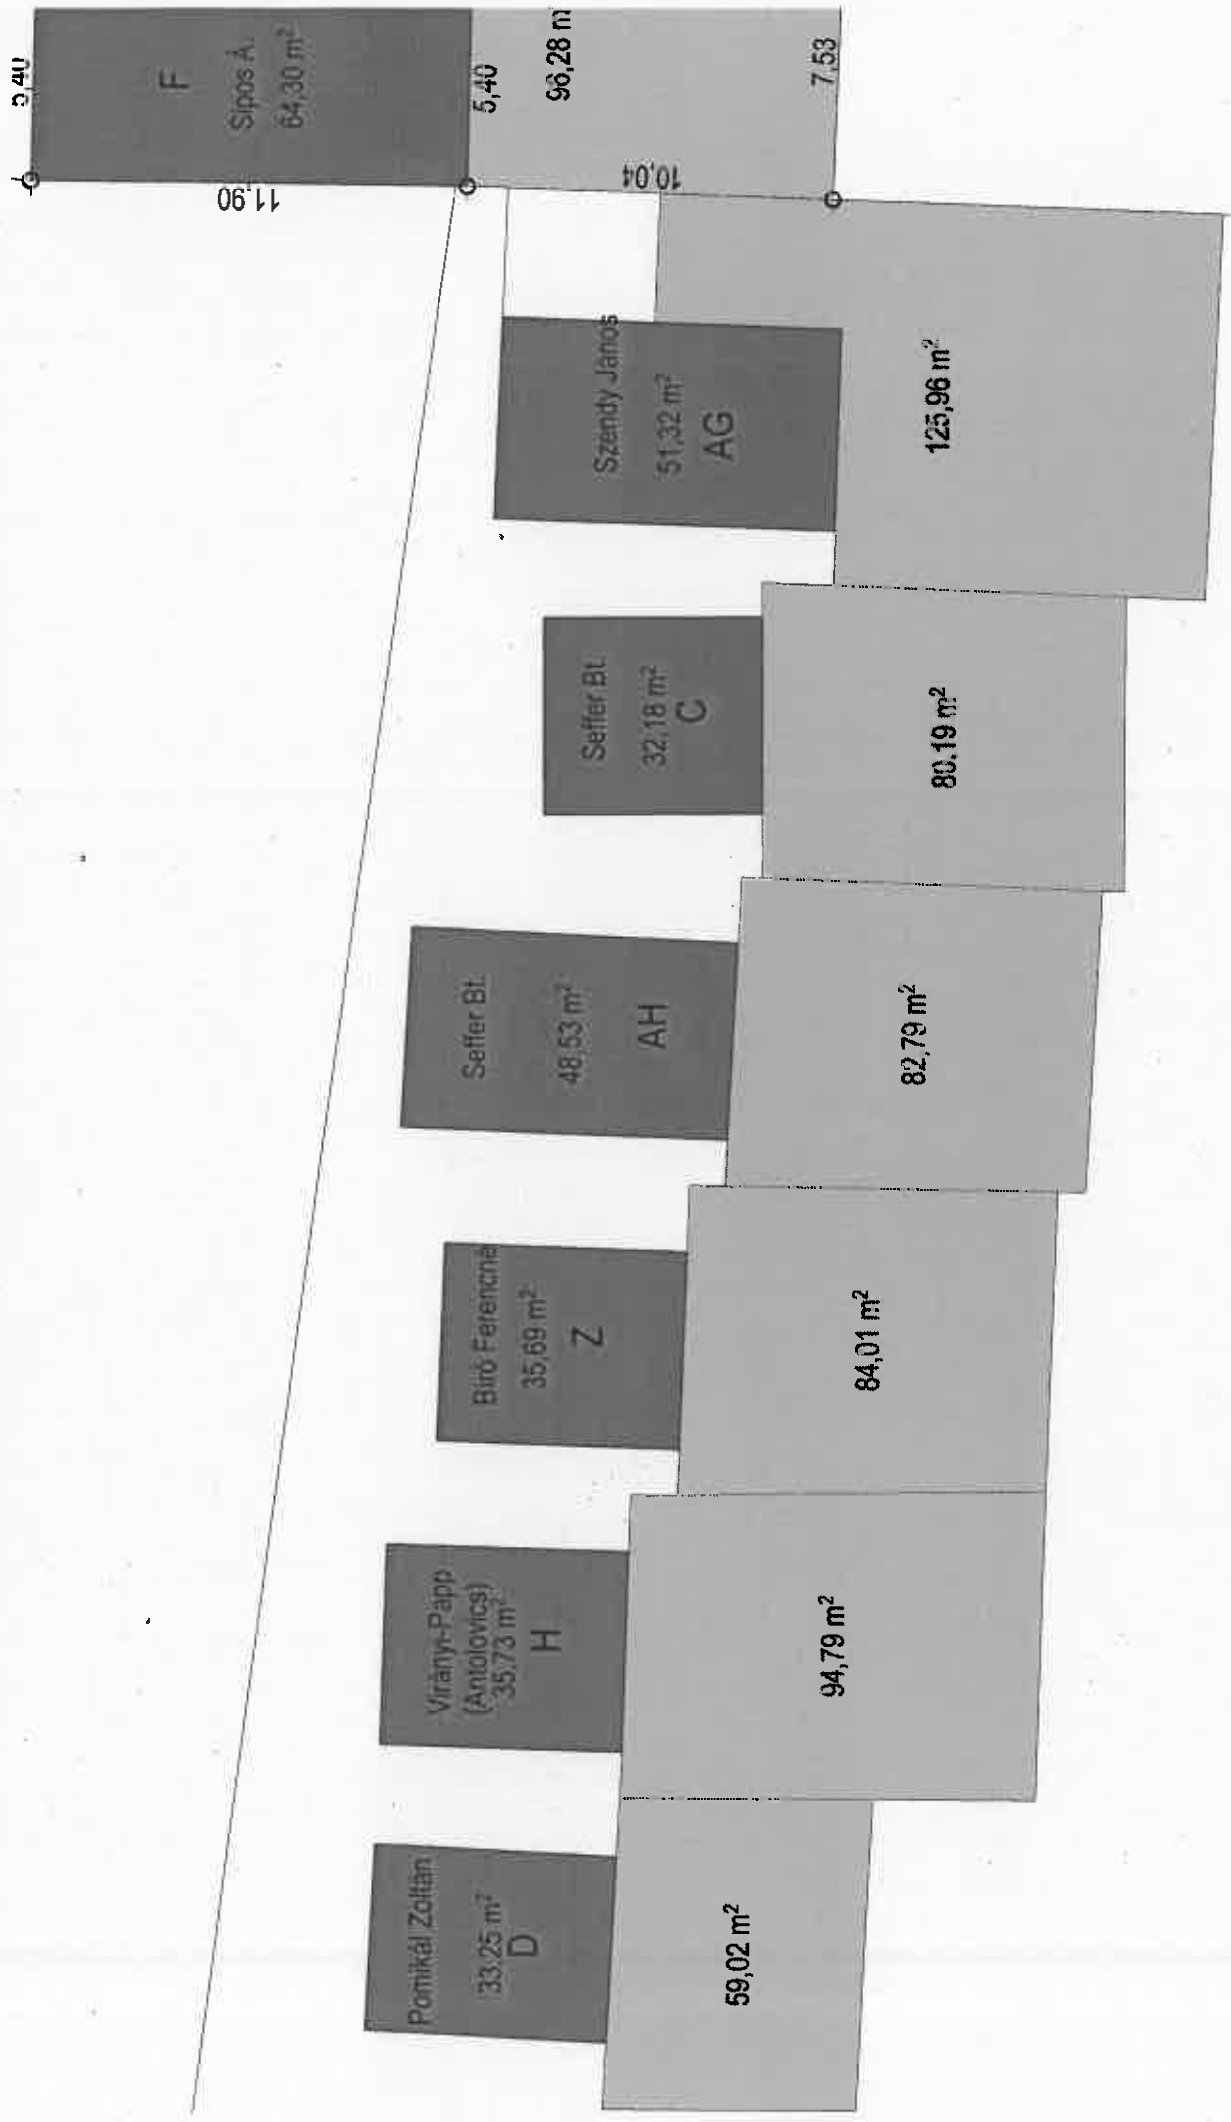 5,40
F
Sipos Á.
64,30 m²
11,90
5,40
96,28 m
10,04
7,53
Szendy János
51,32 m²
AG
125,96 m²
Seffer Bt.
32,18 m²
C
80,19 m²
Seffer Bt.
48,53 m²
AH
82,79 m²
Bíró Ferencné
35,69 m²
Z
84,01 m²
Virányi-Papp
(Antolovics)
35,73 m²
H
94,79 m²
Pomikál Zoltán
33,25 m²
D
59,02 m²